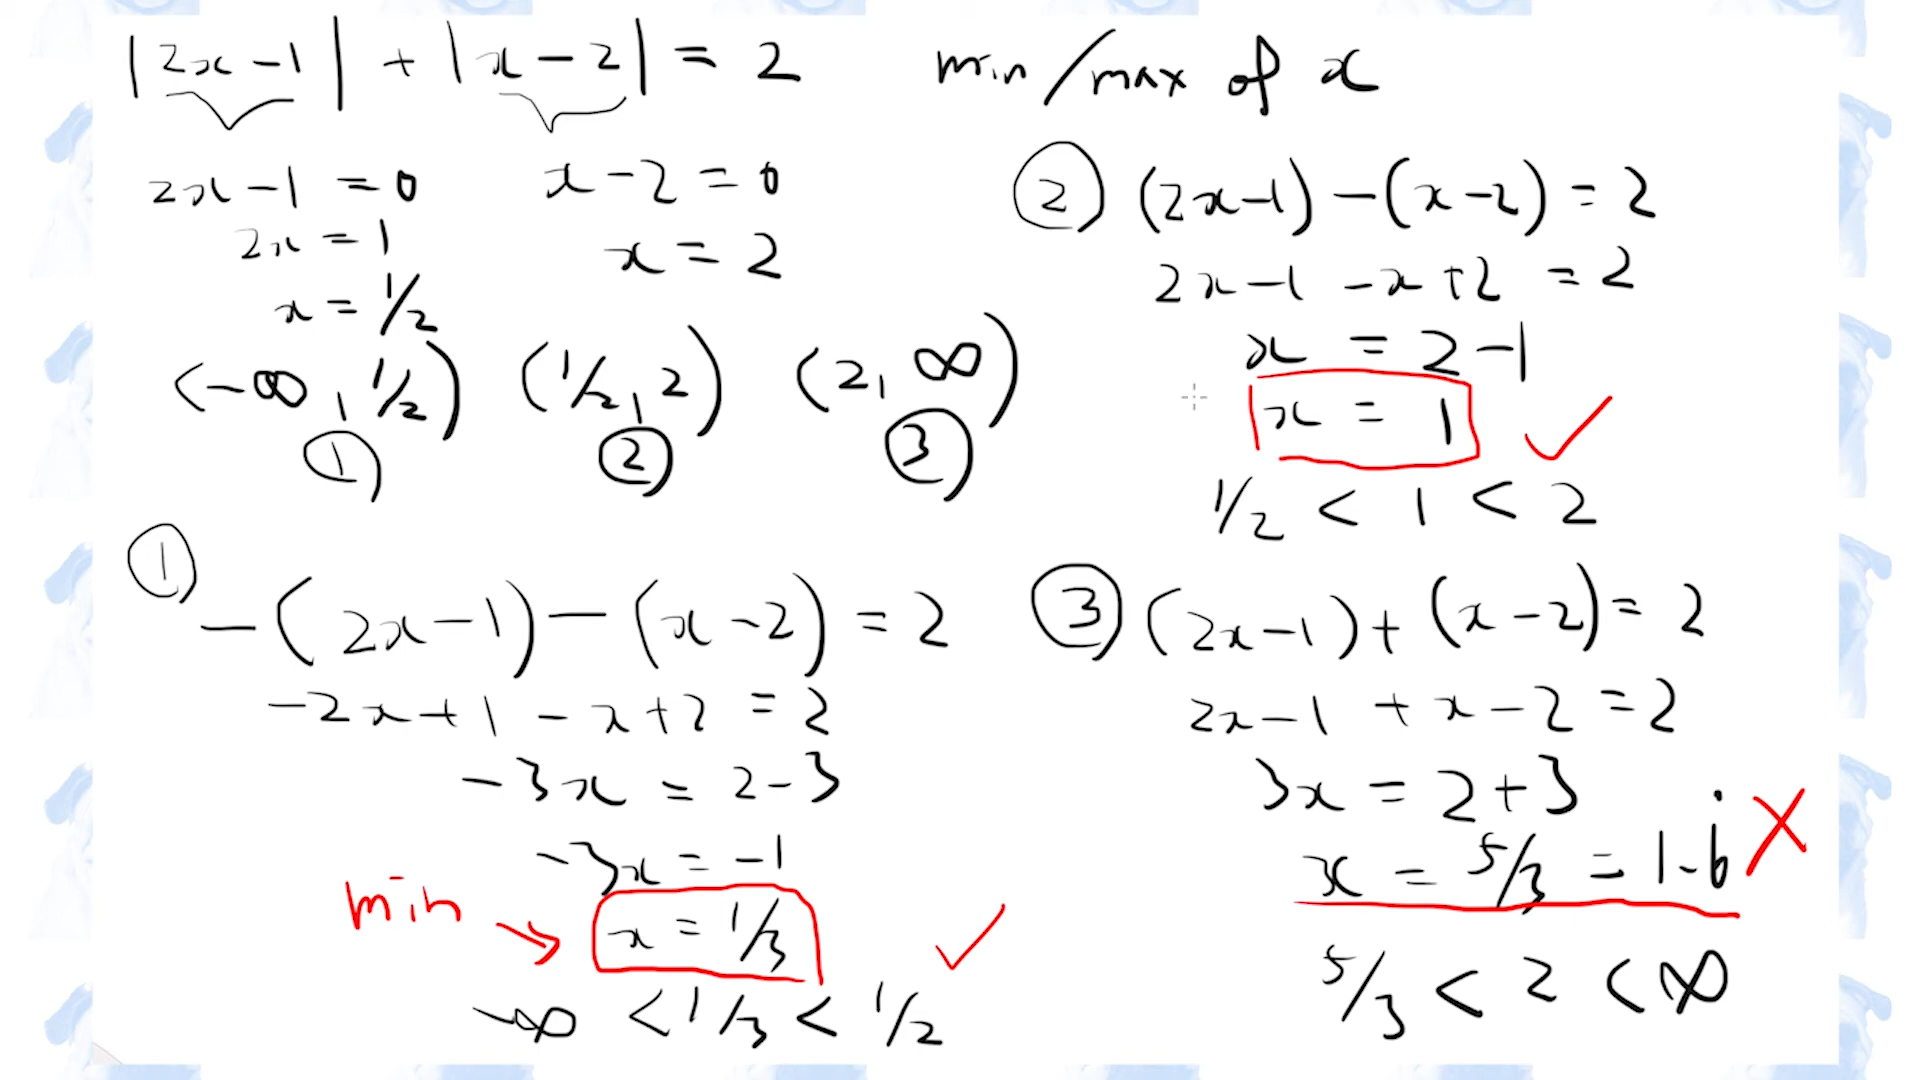 |2x-1| + |x-2| = 2
min/max of x
2x-1 = 0
x-2 = 0
2x = 1
x = 2
x = 1/2
(-∞, 1/2) (1/2, 2) (2, ∞)
① ② ③
①
-(2x-1)-(x-2) = 2
-2x+1-x+2 = 2
-3x = 2-3
-3x = -1
min → x = 1/3 ✓
-∞ < 1/3 < 1/2
② (2x-1)-(x-2) = 2
2x-1-x+2 = 2
x = 2-1
x = 1 ✓
1/2 < 1 < 2
③ (2x-1)+(x-2) = 2
2x-1 + x-2 = 2
3x = 2+3
x = 5/3 = 1.6̇ X
5/3 < 2 < ∞